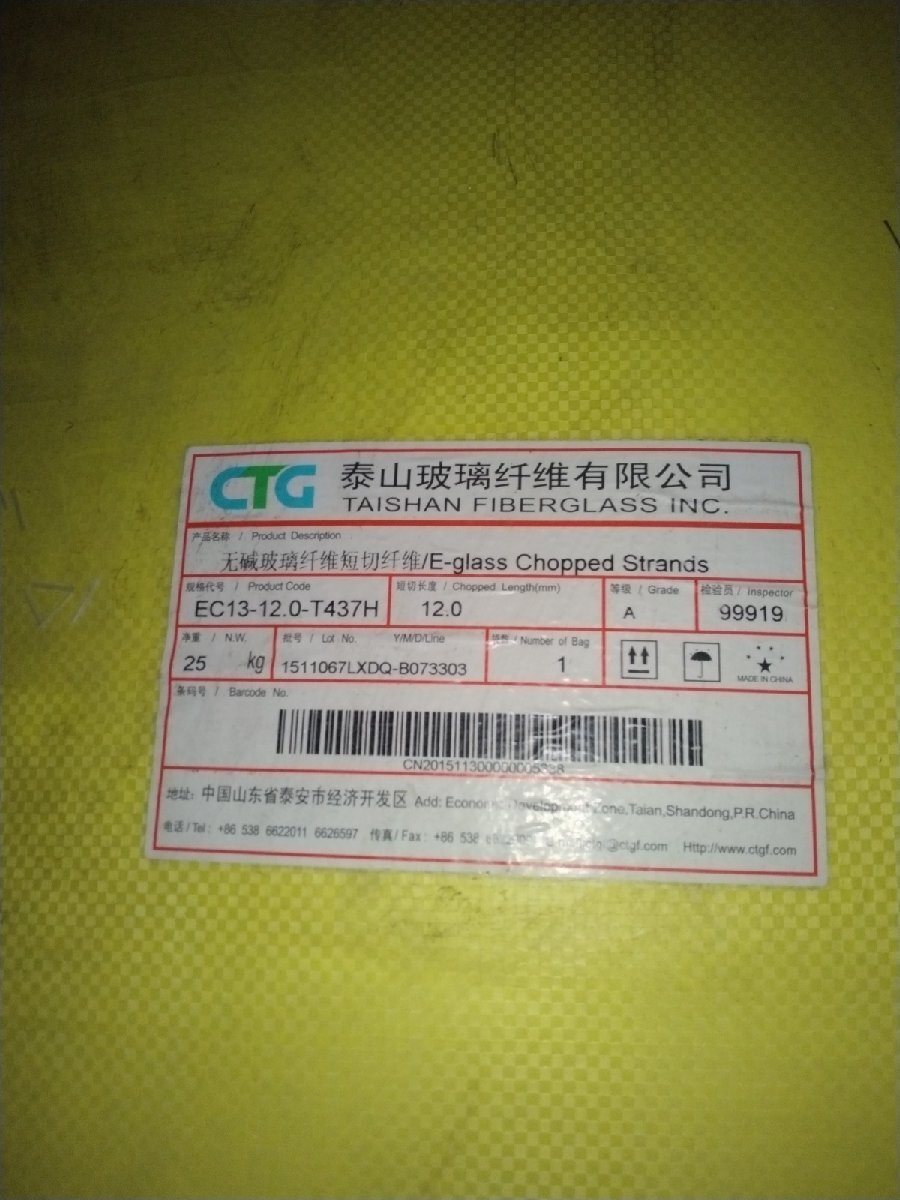 CTG 泰山玻璃纤维有限公司
TAISHAN FIBERGLASS INC.
产品名称 / Product Description
无碱玻璃纤维短切纤维/E-glass Chopped Strands
规格代号 / Product Code 短切长度 / Chopped Length(mm) 等级 / Grade 检验员 / Inspector
EC13-12.0-T437H 12.0 A 99919
净重 / N.W. 批号 / Lot No. Y/M/D/Line / Number of Bag
25 kg 1511067LXDQ-B073303 1
MADE IN CHINA
条码号 / Barcode No.
CN201511300000005338
地址: 中国山东省泰安市经济开发区 Add: Zone,Taian,Shandong,P.R.China
电话 / Tel: +86 538 6622011 6626597 传真 / Fax: +86 538 @ctgf.com Http://www.ctgf.com